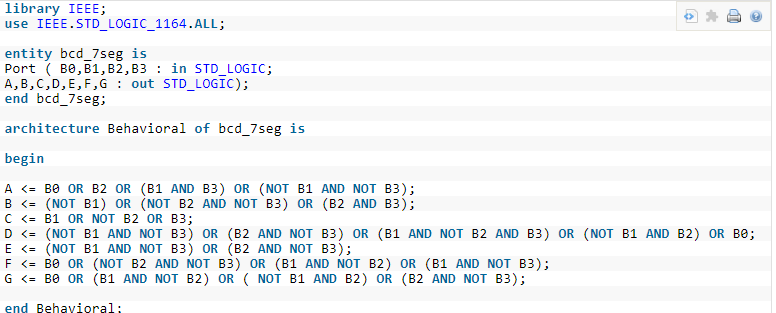 library IEEE;
use IEEE.STD_LOGIC_1164.ALL;
entity bcd_7seg is
Port ( B0,B1,B2,B3 : in STD_LOGIC;
A,B,C,D,E,F,G : out STD_LOGIC);
end bcd_7seg;
architecture Behavioral of bcd_7seg is
begin
A <= B0 OR B2 OR (B1 AND B3) OR (NOT B1 AND NOT B3);
B <= (NOT B1) OR (NOT B2 AND NOT B3) OR (B2 AND B3);
C <= B1 OR NOT B2 OR B3;
D <= (NOT B1 AND NOT B3) OR (B2 AND NOT B3) OR (B1 AND NOT B2 AND B3) OR (NOT B1 AND B2) OR B0;
E <= (NOT B1 AND NOT B3) OR (B2 AND NOT B3);
F <= B0 OR (NOT B2 AND NOT B3) OR (B1 AND NOT B2) OR (B1 AND NOT B3);
G <= B0 OR (B1 AND NOT B2) OR ( NOT B1 AND B2) OR (B2 AND NOT B3);
end Behavioral: